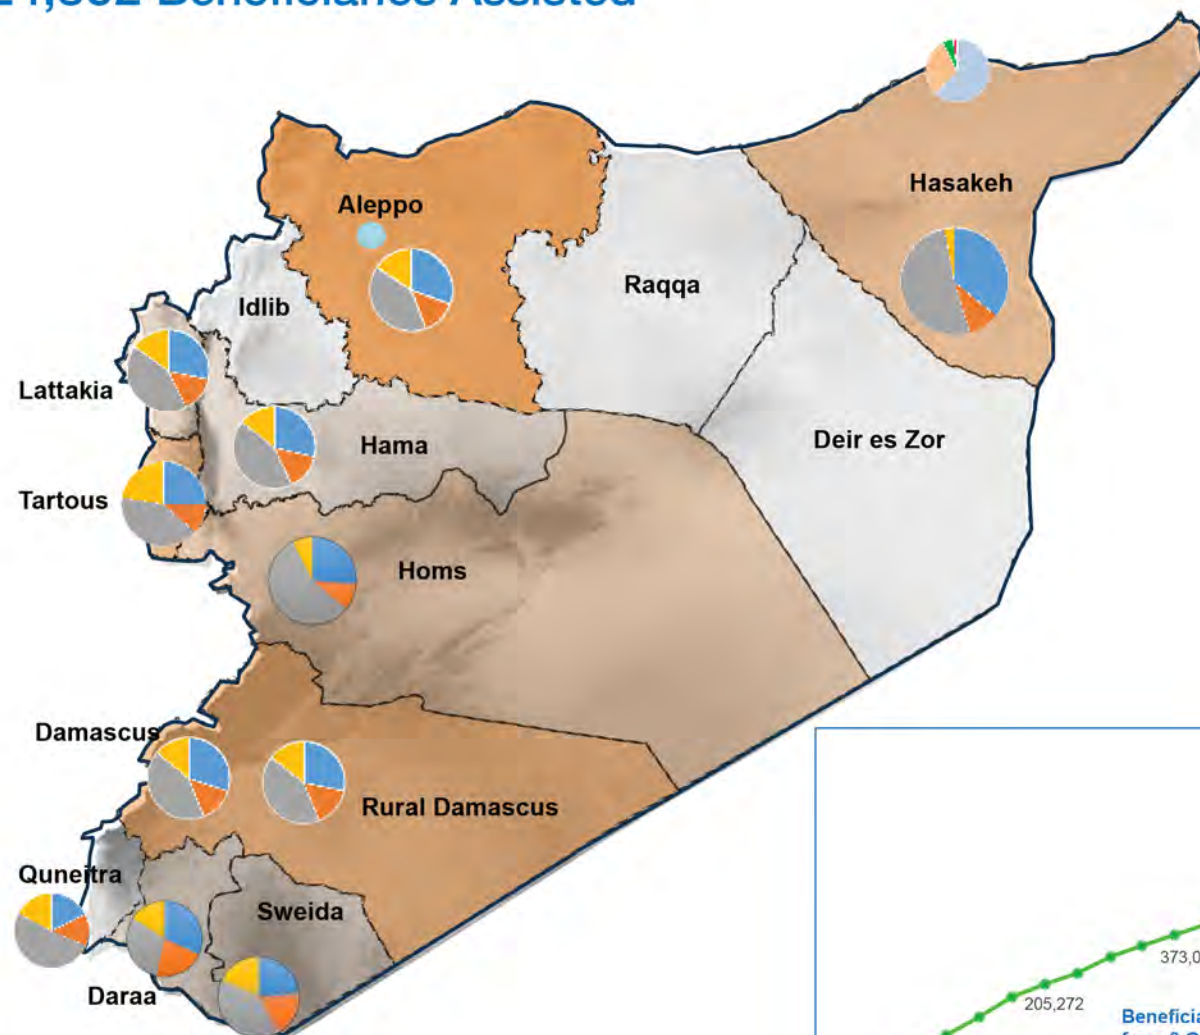 Beneficiaries Assisted
Hasakeh
Aleppo
Raqqa
Idlib
Lattakia
Hama
Deir es Zor
Tartous
Homs
Damascus
Rural Damascus
Quneitra
Sweida
Daraa
373,0
205,272